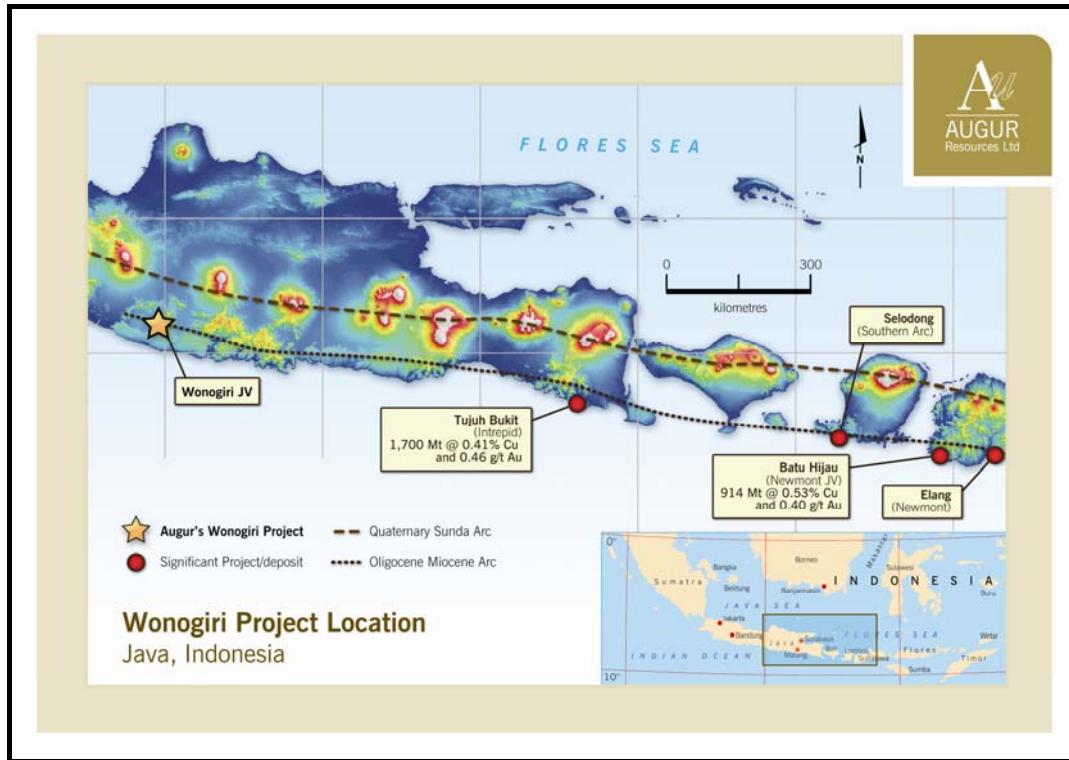 Au
AUGUR
Resources Ltd
FLORES SEA
N
0 300
kilometres
Selodong
(Southern Arc)
Wonogiri JV
Tujuh Bukit
(Intrepid)
1,700 Mt @ 0.41% Cu
and 0.46 g/t Au
Batu Hijau
(Newmont JV)
914 Mt @ 0.53% Cu
and 0.40 g/t Au
Elang
(Newmont)
Augur's Wonogiri Project
Quaternary Sunda Arc
Significant Project/deposit
Oligocene Miocene Arc
Wonogiri Project Location
Java, Indonesia
0°
Sumatra
Bangka
Belitung
Borneo
Banjarmasin
Makassar
Sulawesi
INDONESIA
Buru
JAVA SEA
Jakarta
Bandung
Java
Surabaya
Malang
Bali
Lombok
Sumbawa
FLORES SEA
Flores
Wetar
Timor
Sumba
INDIAN OCEAN
10°